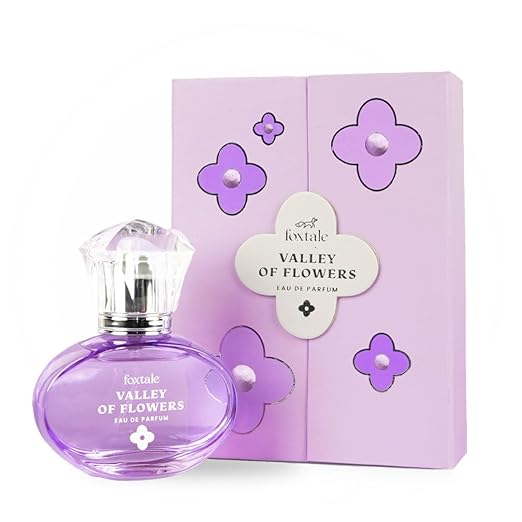 foxtale
VALLEY
OF FLOWERS
EAU DE PARFUM
foxtale
VALLEY
OF FLOWERS
EAU DE PARFUM